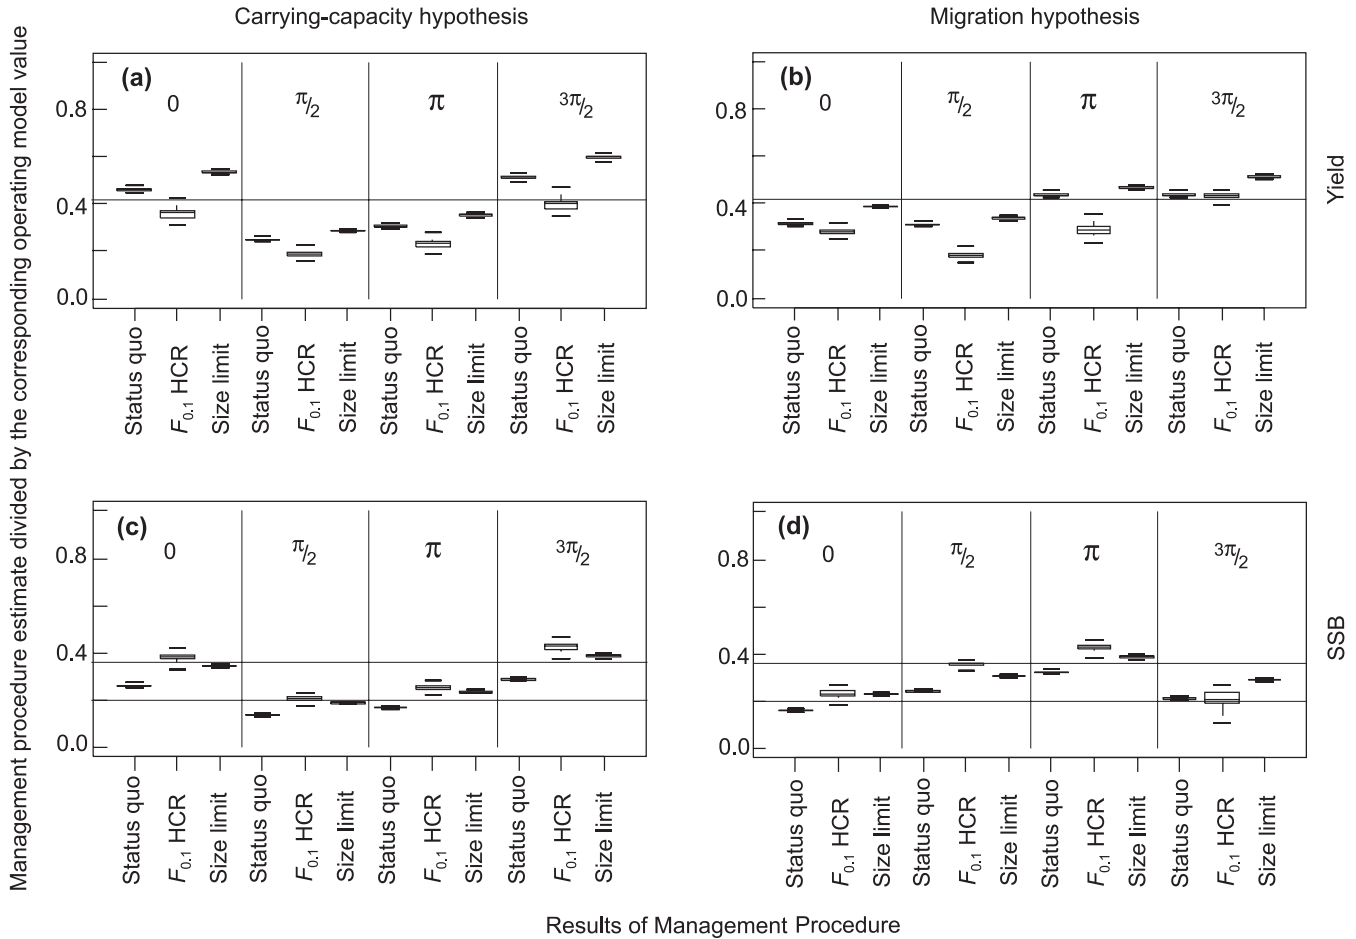 Carrying-capacity hypothesis
Migration hypothesis
Management procedure estimate divided by the corresponding operating model value
(a)
0
π/2
π
3π/2
0.8
0.4
0.0
Status quo
F0.1 HCR
Size limit
Status quo
F0.1 HCR
Size limit
Status quo
F0.1 HCR
Size limit
Status quo
F0.1 HCR
Size limit
(b)
0
π/2
π
3π/2
0.8
0.4
0.0
Yield
Status quo
F0.1 HCR
Size limit
Status quo
F0.1 HCR
Size limit
Status quo
F0.1 HCR
Size limit
Status quo
F0.1 HCR
Size limit
(c)
0
π/2
π
3π/2
0.8
0.4
0.0
Status quo
F0.1 HCR
Size limit
Status quo
F0.1 HCR
Size limit
Status quo
F0.1 HCR
Size limit
Status quo
F0.1 HCR
Size limit
(d)
0
π/2
π
3π/2
0.8
0.4
0.0
SSB
Status quo
F0.1 HCR
Size limit
Status quo
F0.1 HCR
Size limit
Status quo
F0.1 HCR
Size limit
Status quo
F0.1 HCR
Size limit
Results of Management Procedure